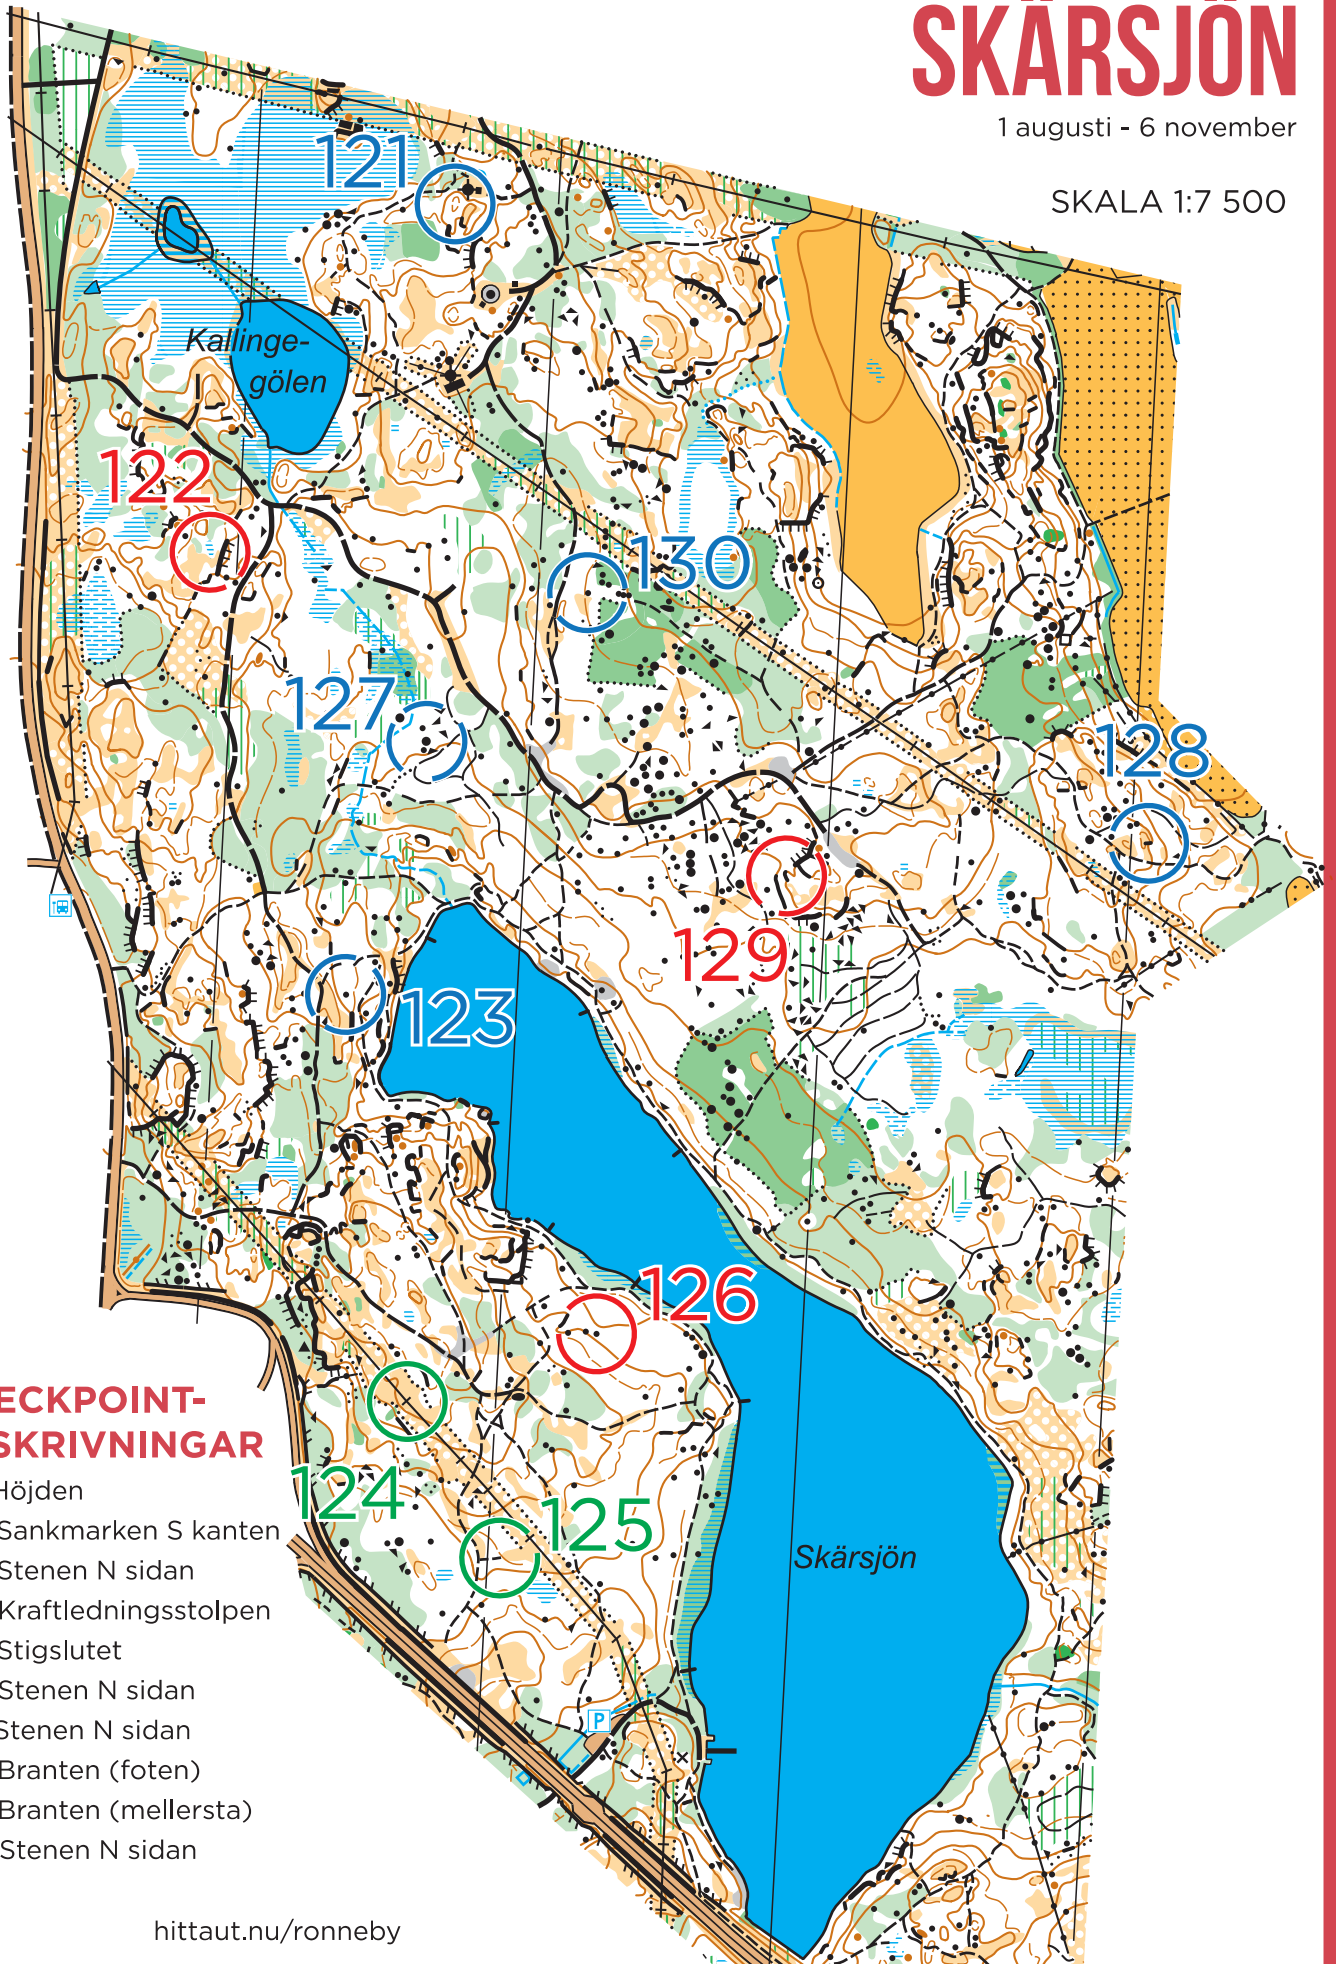 SKÄRSJÖN
1 augusti - 6 november
SKALA 1:7 500
121
Kallinge-
gölen
122
130
127
128
129
123
126
124
125
Skärsjön
P
ECKPOINT-
SKRIVNINGAR
Höjden
Sankmarken S kanten
Stenen N sidan
Kraftledningsstolpen
Stigslutet
Stenen N sidan
Stenen N sidan
Branten (foten)
Branten (mellersta)
Stenen N sidan
hittaut.nu/ronneby